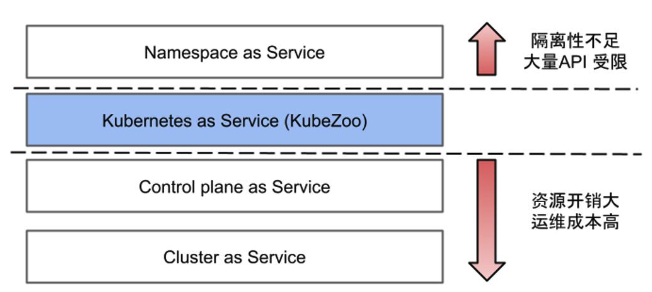 Namespace as Service
隔离性不足
大量API 受限
Kubernetes as Service (KubeZoo)
Control plane as Service
资源开销大
运维成本高
Cluster as Service